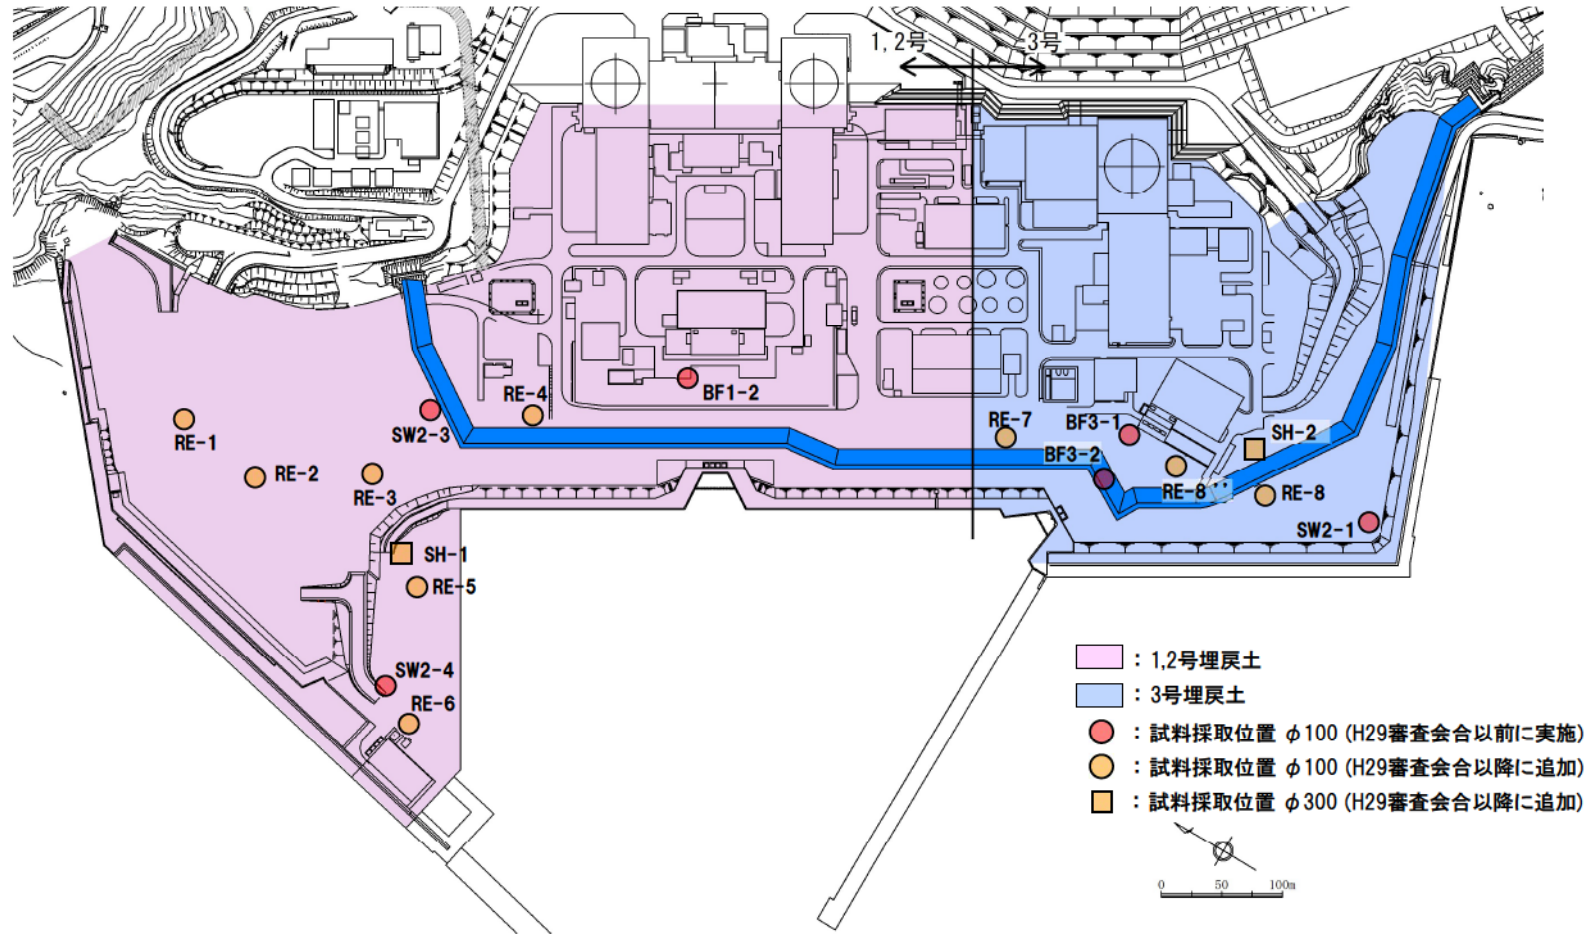 1,2号
3号
RE-4
BF1-2
SW2-3
RE-1
RE-2
RE-3
RE-7
BF3-1
SH-2
BF3-2
RE-8''
RE-8
SW2-1
SH-1
RE-5
SW2-4
RE-6
：1,2号埋戻土
：3号埋戻土
：試料採取位置 φ100 (H29審査会合以前に実施)
：試料採取位置 φ100 (H29審査会合以降に追加)
：試料採取位置 φ300 (H29審査会合以降に追加)
0 50 100m